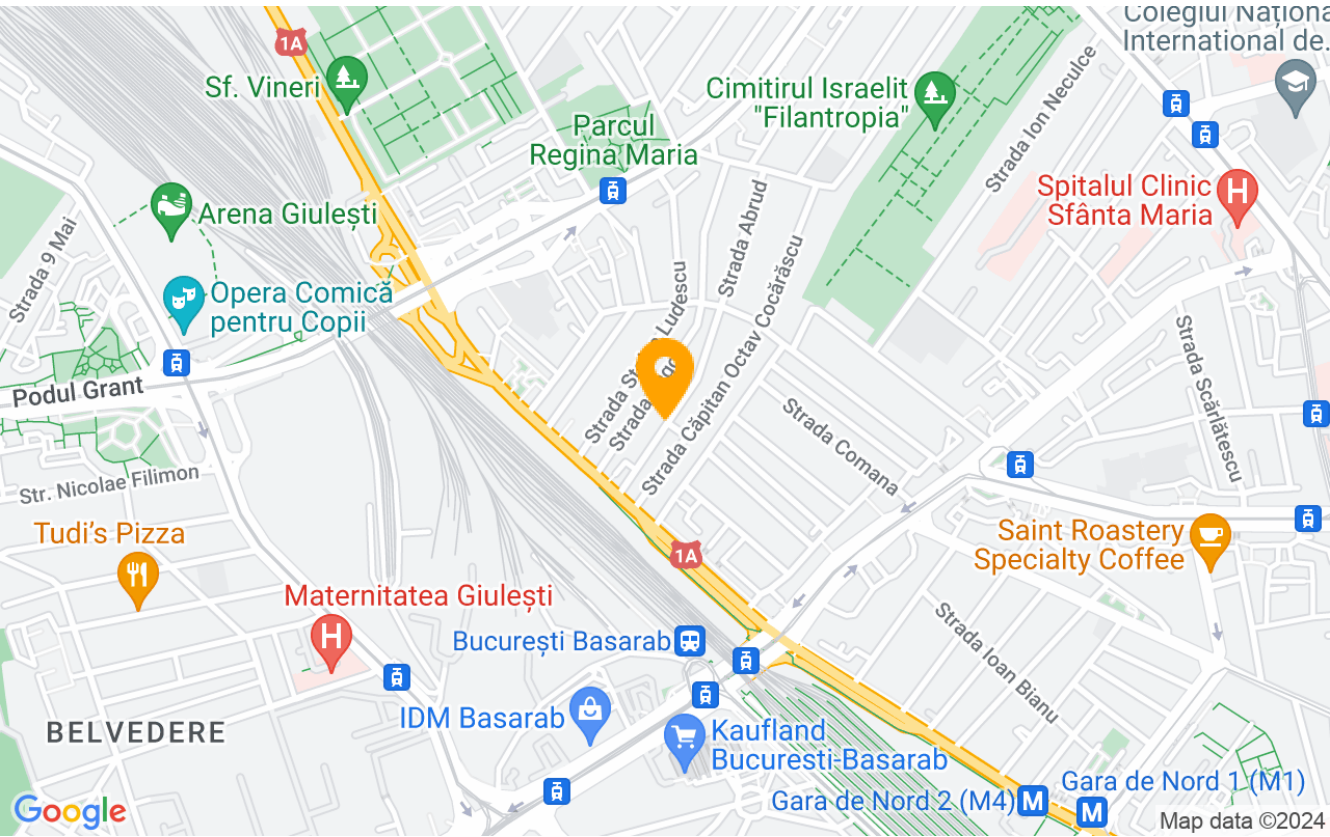 Colegiul Naționa
International de.
1A
Sf. Vineri
Cimitirul Israelit
"Filantropia"
Strada Ion Neculce
Parcul
Regina Maria
Spitalul Clinic
Sfânta Maria
H
Arena Giulești
Strada 9 Mai
Strada Abrud
Strada Căpitan Octav Cocărăscu
Opera Comică
pentru Copii
Ludescu
Strada
Strada
Strada Scărlătescu
Podul Grant
Strada Comana
Str. Nicolae Filimon
Tudi's Pizza
Saint Roastery
Specialty Coffee
1A
Maternitatea Giulești
H
București Basarab
Strada Ioan Bianu
IDM Basarab
BELVEDERE
Kaufland
Bucuresti-Basarab
Gara de Nord 1 (M1)
Gara de Nord 2 (M4)
M
M
Google
Map data ©2024